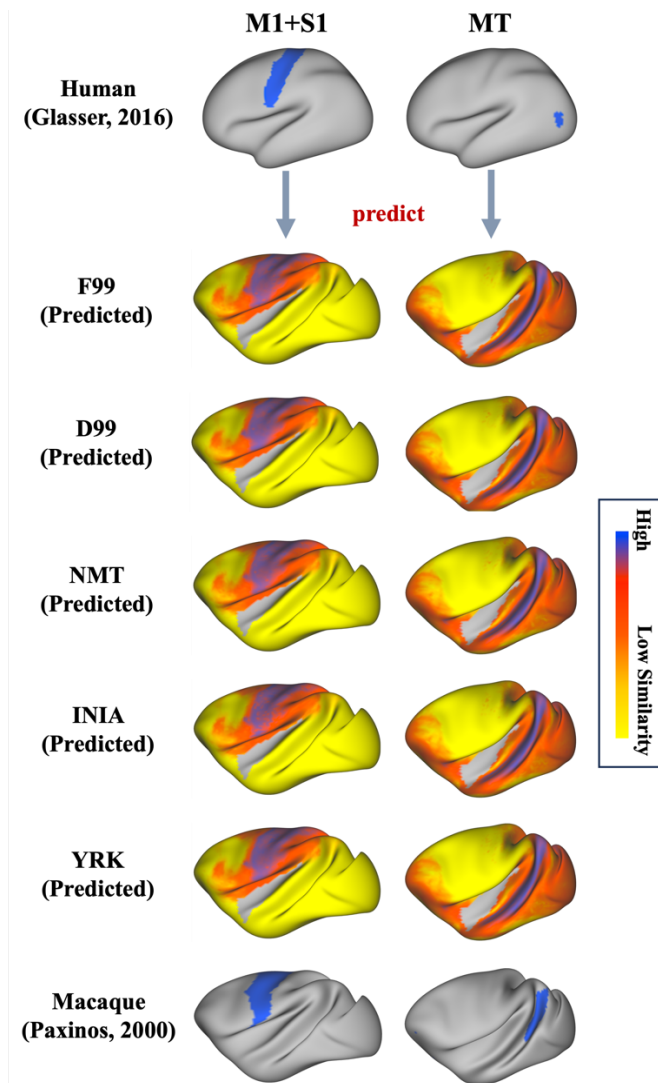 M1+S1 MT
Human
(Glasser, 2016)
predict
F99
(Predicted)
D99
(Predicted)
NMT
(Predicted)
INIA
(Predicted)
YRK
(Predicted)
Macaque
(Paxinos, 2000)
High
Low Similarity